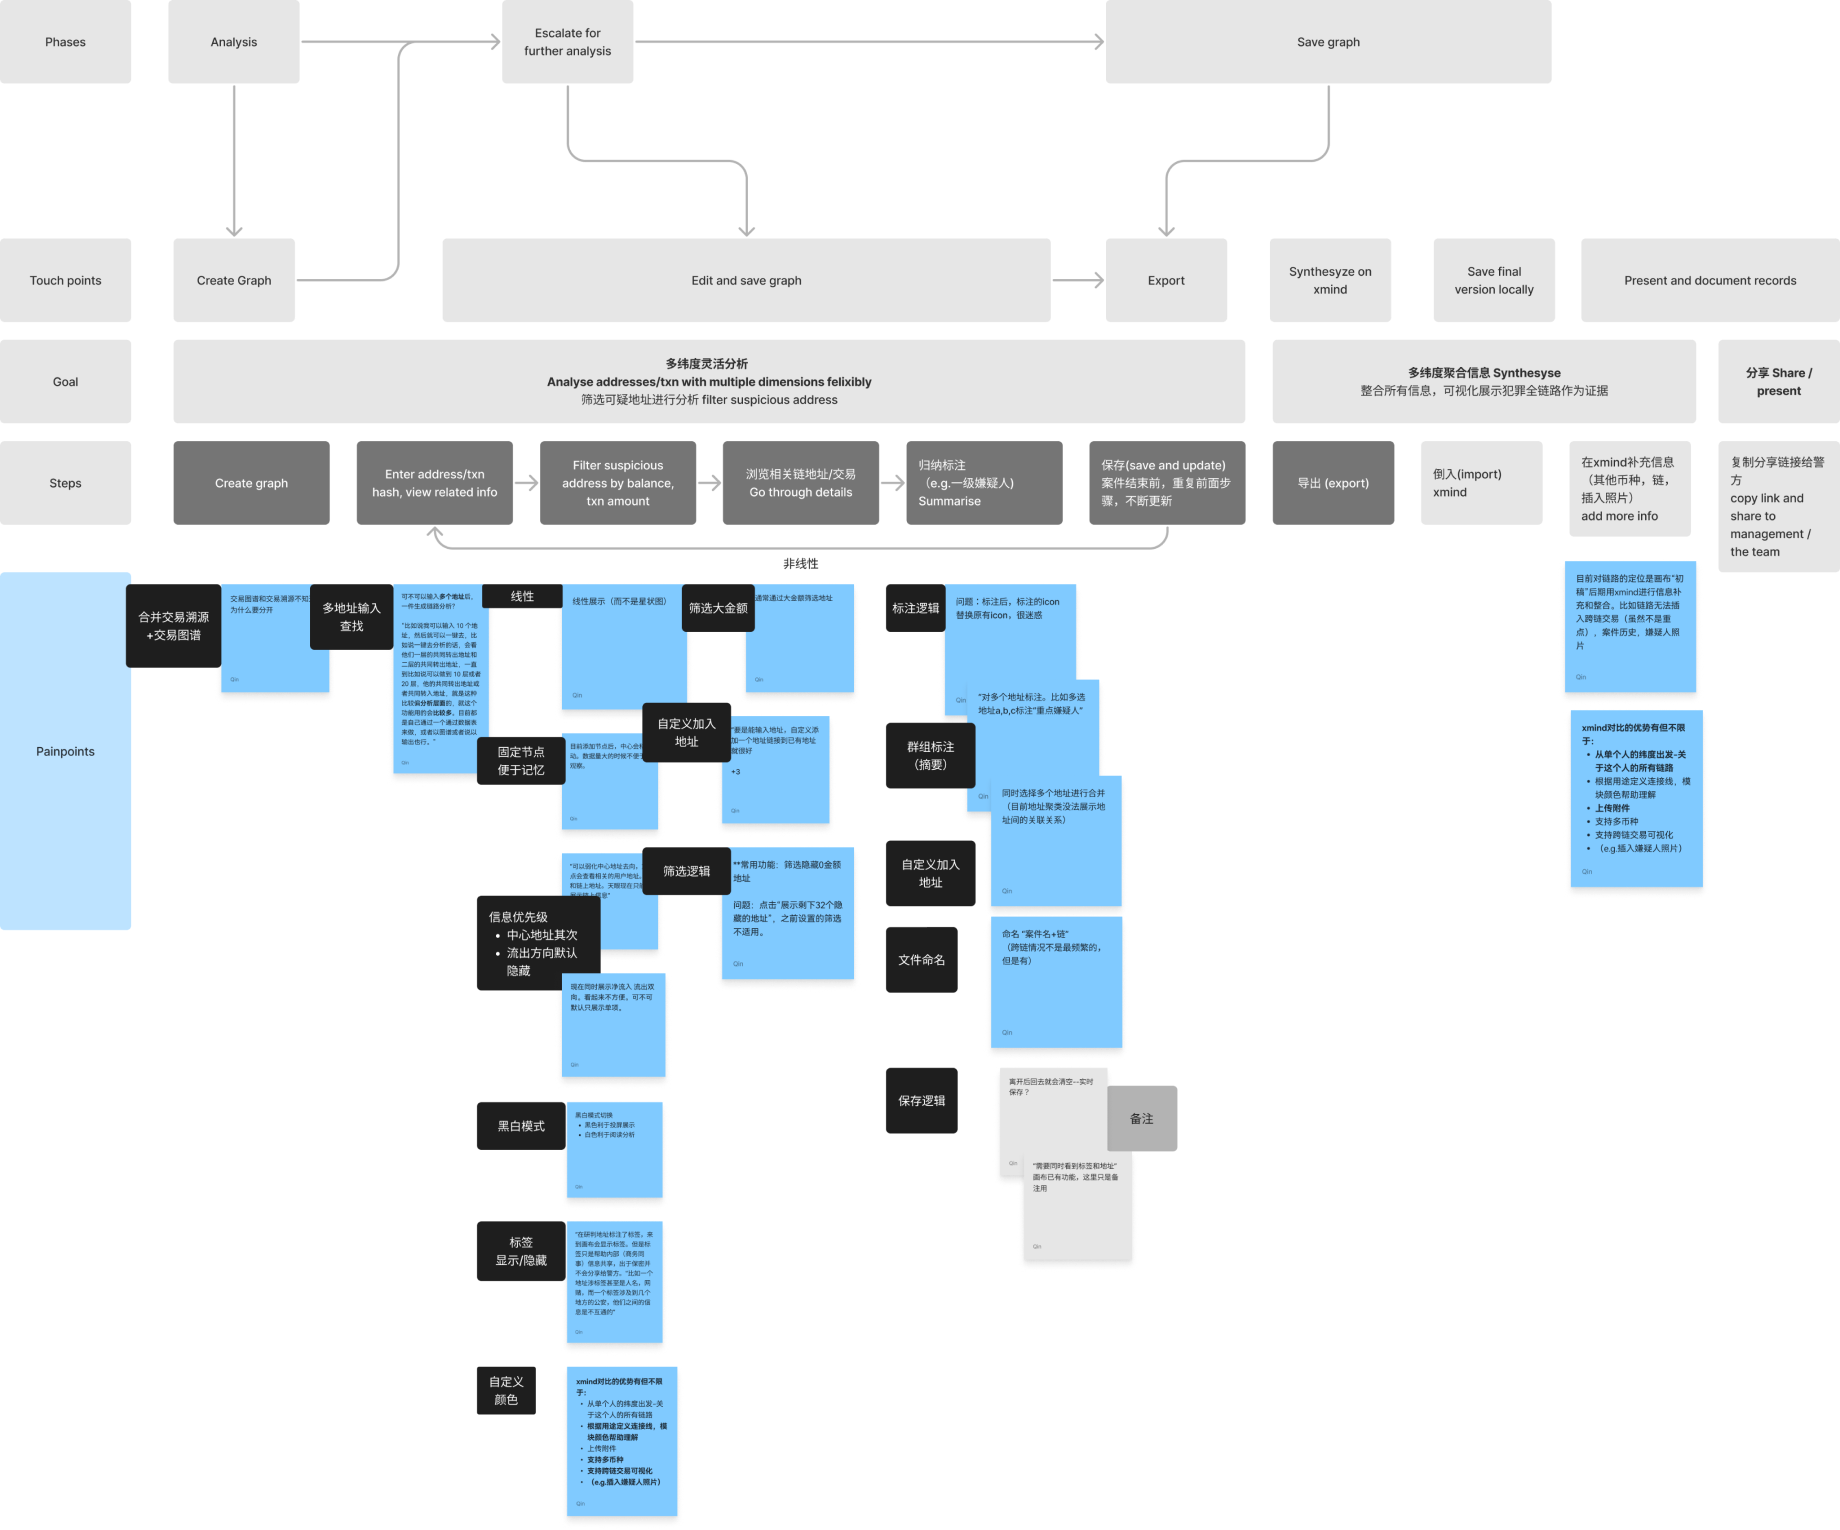 Phases
Analysis
Escalate for
further analysis
Save graph
Touch points
Create Graph
Edit and save graph
Export
Synthesyze on
xmind
Save final
version locally
Present and document records
Goal
多纬度灵活分析
Analyse addresses/txn with multiple dimensions felixibly
筛选可疑地址进行分析 filter suspicious address
多纬度聚合信息 Synthesyse
整合所有信息，可视化展示犯罪全链路作为证据
分享 Share /
present
Steps
Create graph
Enter address/txn
hash, view related info
Filter suspicious
address by balance,
txn amount
浏览相关链地址/交易
Go through details
归纳标注
（e.g.一级嫌疑人)
Summarise
保存(save and update)
案件结束前，重复前面步
骤，不断更新
导出 (export)
倒入(import)
xmind
在xmind补充信息
（其他币种，链，
插入照片）
add more info
复制分享链接给警
方
copy link and
share to
management /
the team
非线性
Painpoints
合并交易溯源
+交易图谱
交易图谱和交易溯源不知
为什么要分开
Qin
多地址输入
查找
可不可以输入多个地址后，
一件生成链路分析？
“比如说我可以输入 10 个地
址，然后就可以一键去，比
如说一键去分析的话，会看
他们一层的共同转出地址和
二层的共同转出地址，一直
到比如说可以做到 10 层或者
20 层，他的共同转出地址或
者共同转入地址，就是这种
比较偏分析层面的，就这个
功能用的会比较多。目前都
是自己通过一个通过数据表
来做，或者以图谱或者说以
输出也行。”
Qin
线性
线性展示（而不是星状图）
Qin
固定节点
便于记忆
目前添加节点后，中心会
动。数据量大的时候不便
观察。
Qin
信息优先级
• 中心地址其次
• 流出方向默认
隐藏
“可以弱化中心地址去向，
点会查看相关的用户地址，
和链上地址。天眼现在只
Qin
现在同时展示净流入 流出双
向。看起来不方便。可不可
默认只展示单项。
Qin
黑白模式
黑白模式切换
• 黑色利于投屏展示
• 白色利于阅读分析
Qin
标签
显示/隐藏
“在研判地址标注了标签，来
到画布会显示标签。但是标
签只是帮助内部（商务同
事）信息共享，出于保密并
不会分享给警方。”比如一个
地址涉标签甚至是人名，网
赌，而一个标签涉及到几个
地方的公安，他们之间的信
息是不互通的”
Qin
自定义
颜色
xmind对比的优势有但不限
于：
• 从单个人的纬度出发-关
于这个人的所有链路
• 根据用途定义连接线，模
块颜色帮助理解
• 上传附件
• 支持多币种
• 支持跨链交易可视化
• （e.g.插入嫌疑人照片）
Qin
筛选大金额
通常通过大金额筛选地址
Qin
自定义加入
地址
“要是能输入地址，自定义添
加一个地址链接到已有地址
就很好
+3
Qin
筛选逻辑
**常用功能：筛选隐藏0金额
地址
问题：点击“展示剩下32个隐
藏的地址”，之前设置的筛选
不适用。
Qin
标注逻辑
问题：标注后，标注的icon
替换原有icon，很迷惑
Qin
群组标注
（摘要）
“对多个地址标注。比如多选
地址a,b,c标注“重点嫌疑人”
Qin
同时选择多个地址进行合并
（目前地址聚类没法展示地
址间的关联关系）
Qin
自定义加入
地址
文件命名
命名 “案件名+链”
（跨链情况不是最频繁的，
但是有）
Qin
保存逻辑
离开后回去就会清空--实时
保存？
Qin
备注
“需要同时看到标签和地址”
画布已有功能，这里只是备
注用
Qin
目前对链路的定位是画布“初
稿”后期用xmind进行信息补
充和整合。比如链路无法插
入跨链交易（虽然不是重
点），案件历史，嫌疑人照
片
Qin
xmind对比的优势有但不限
于：
• 从单个人的纬度出发-关
于这个人的所有链路
• 根据用途定义连接线，模
块颜色帮助理解
• 上传附件
• 支持多币种
• 支持跨链交易可视化
• （e.g.插入嫌疑人照片）
Qin